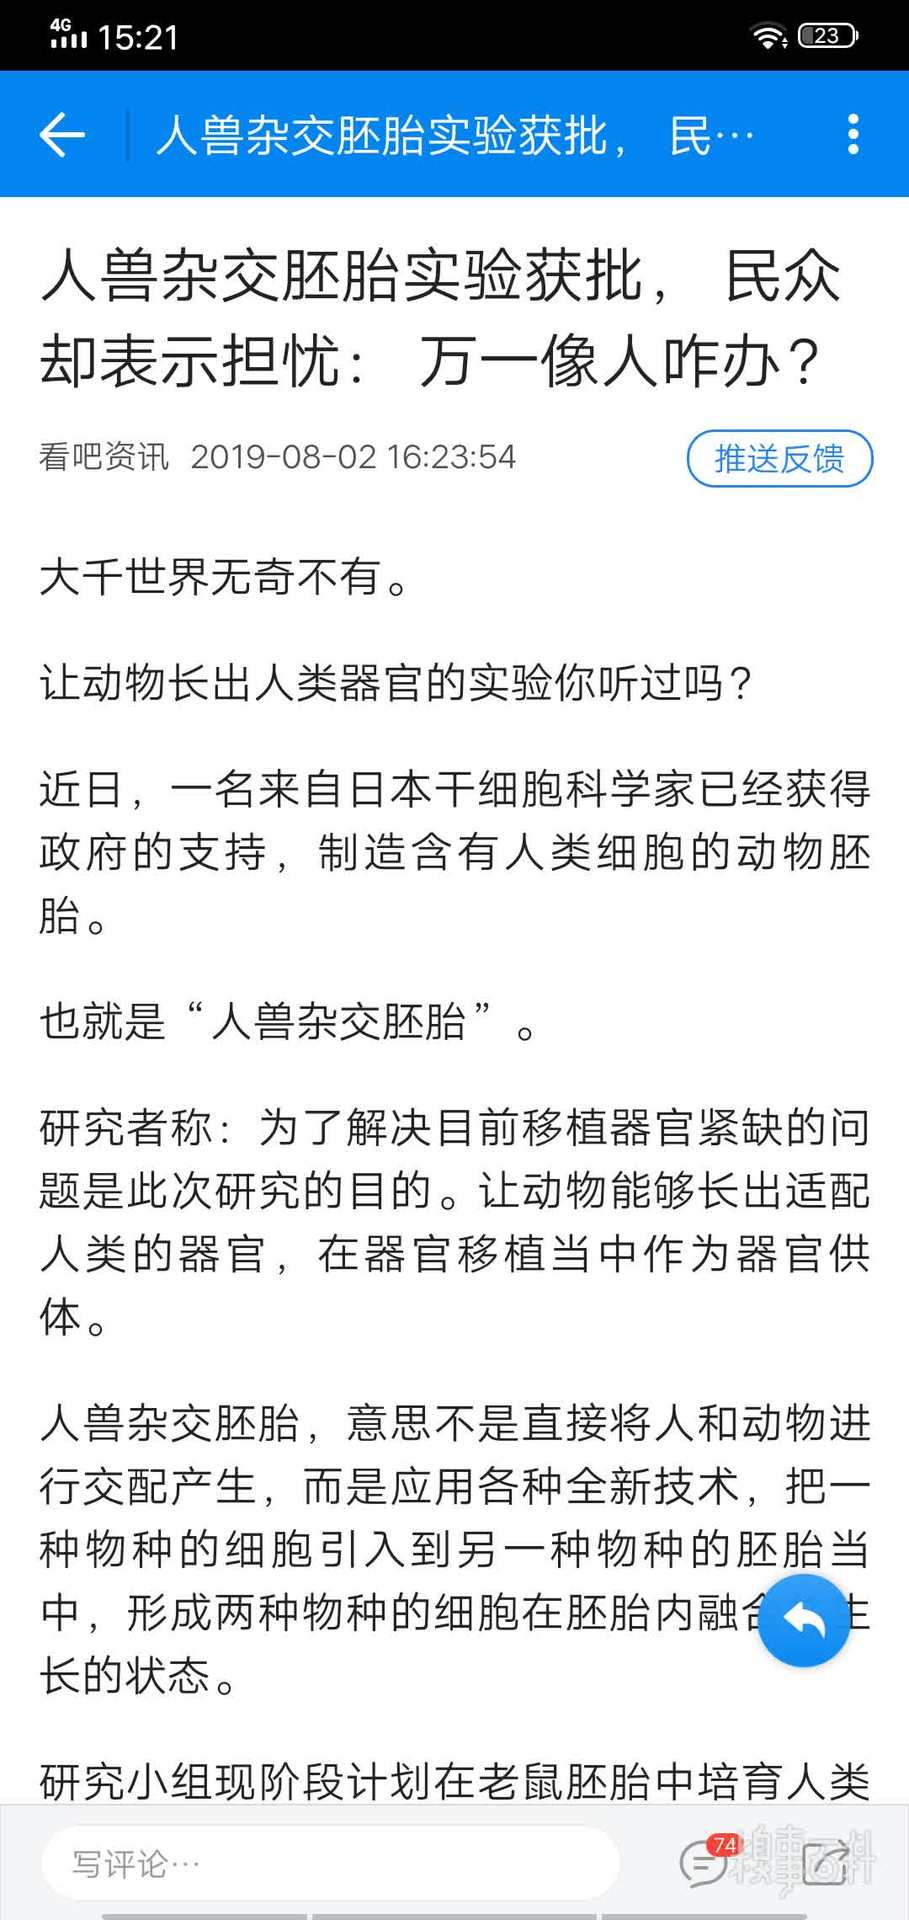 4G 15:21 23
人兽杂交胚胎实验获批， 民…
人兽杂交胚胎实验获批， 民众
却表示担忧： 万一像人咋办？
看吧资讯 2019-08-02 16:23:54 推送反馈
大千世界无奇不有。
让动物长出人类器官的实验你听过吗？
近日，一名来自日本干细胞科学家已经获得
政府的支持，制造含有人类细胞的动物胚
胎。
也就是“人兽杂交胚胎”。
研究者称：为了解决目前移植器官紧缺的问
题是此次研究的目的。让动物能够长出适配
人类的器官，在器官移植当中作为器官供
体。
人兽杂交胚胎，意思不是直接将人和动物进
行交配产生，而是应用各种全新技术，把一
种物种的细胞引入到另一种物种的胚胎当
中，形成两种物种的细胞在胚胎内融合生
长的状态。
研究小组现阶段计划在老鼠胚胎中培育人类
写评论… 74 糗事百科